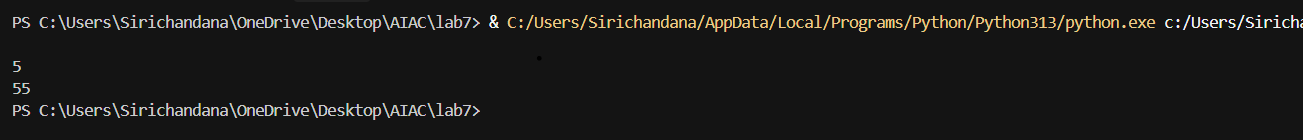 PS C:\Users\Sirichandana\OneDrive\Desktop\AIAC\lab7> & C:/Users/Sirichandana/AppData/Local/Programs/Python/Python313/python.exe c:/Users/Siricha
5
55
PS C:\Users\Sirichandana\OneDrive\Desktop\AIAC\lab7>